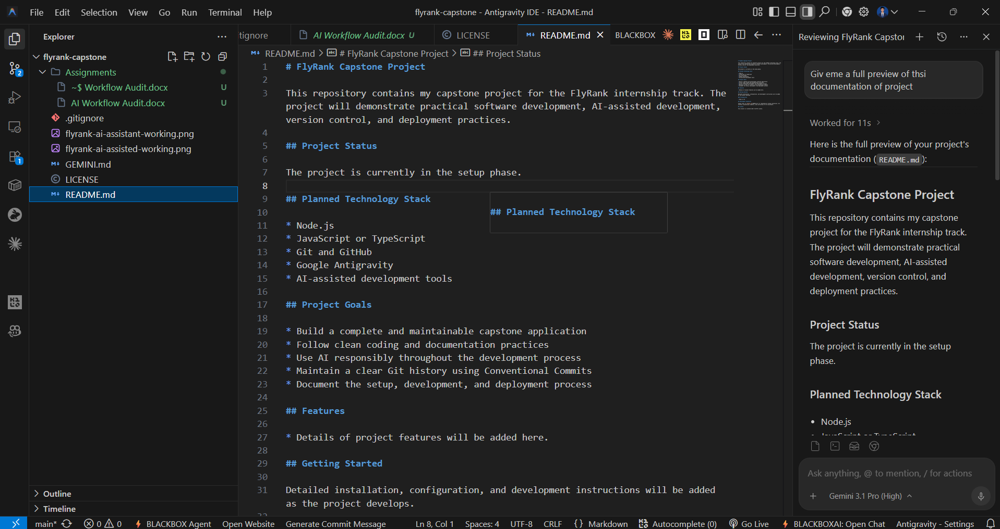 File Edit Selection View Go Run Terminal Help
flyrank-capstone - Antigravity IDE - README.md
Explorer
flyrank-capstone
Assignments
~$ Workflow Audit.docx U
AI Workflow Audit.docx U
.gitignore
flyrank-ai-assistant-working.png
flyrank-ai-assisted-working.png
GEMINI.md
LICENSE
README.md
Outline
Timeline
2
1
tignore
AI Workflow Audit.docx U
LICENSE
README.md
BLACKBOX
README.md > # FlyRank Capstone Project > ## Project Status
1 # FlyRank Capstone Project
2
3 This repository contains my capstone project for the FlyRank internship track. The
project will demonstrate practical software development, AI-assisted development,
version control, and deployment practices.
4
5 ## Project Status
6
7 The project is currently in the setup phase.
8
9 ## Planned Technology Stack
10
11 * Node.js
12 * JavaScript or TypeScript
13 * Git and GitHub
14 * Google Antigravity
15 * AI-assisted development tools
16
17 ## Project Goals
18
19 * Build a complete and maintainable capstone application
20 * Follow clean coding and documentation practices
21 * Use AI responsibly throughout the development process
22 * Maintain a clear Git history using Conventional Commits
23 * Document the setup, development, and deployment process
24
25 ## Features
26
27 * Details of project features will be added here.
28
29 ## Getting Started
30
31 Detailed installation, configuration, and development instructions will be added
as the project develops.
## Planned Technology Stack
Reviewing FlyRank Capsto
Giv eme a full preview of thsi
documentation of project
Worked for 11s >
Here is the full preview of your project's
documentation ( README.md ):
FlyRank Capstone Project
This repository contains my capstone
project for the FlyRank internship track.
The project will demonstrate practical
software development, AI-assisted
development, version control, and
deployment practices.
Project Status
The project is currently in the setup
phase.
Planned Technology Stack
• Node.js
• JavaScript or TypeScript
Ask anything, @ to mention, / for actions
Gemini 3.1 Pro (High)
main* 0 0 BLACKBOX Agent Open Website Generate Commit Message Ln 8, Col 1 Spaces: 4 UTF-8 CRLF {} Markdown Autocomplete (0) Go Live BLACKBOXAI: Open Chat Antigravity - Settings